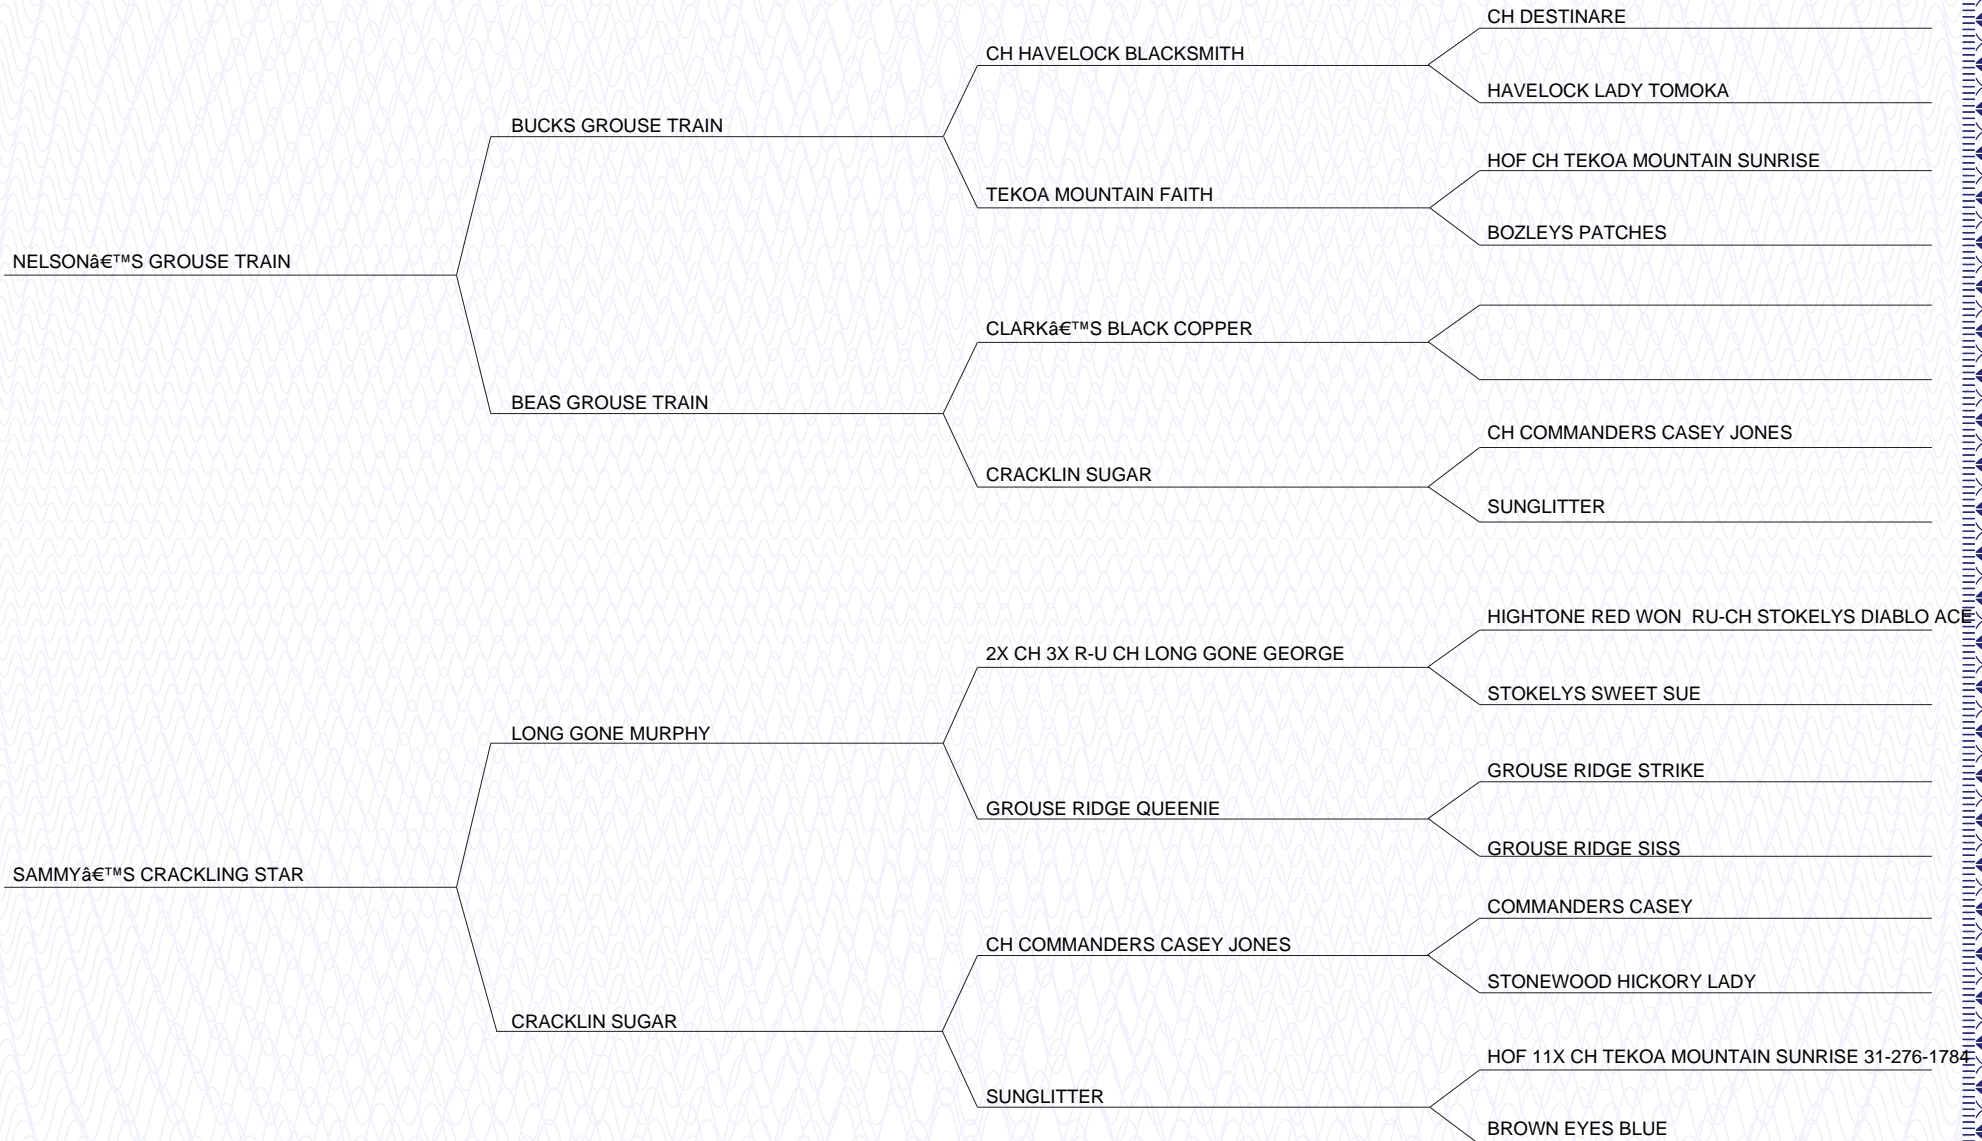 CH DESTINARE
CH HAVELOCK BLACKSMITH
HAVELOCK LADY TOMOKA
BUCKS GROUSE TRAIN
HOF CH TEKOA MOUNTAIN SUNRISE
TEKOA MOUNTAIN FAITH
BOZLEYS PATCHES
NELSONâ€™S GROUSE TRAIN
CLARKâ€™S BLACK COPPER
BEAS GROUSE TRAIN
CH COMMANDERS CASEY JONES
CRACKLIN SUGAR
SUNGLITTER
HIGHTONE RED WON  RU-CH STOKELYS DIABLO ACE
2X CH 3X R-U CH LONG GONE GEORGE
STOKELYS SWEET SUE
LONG GONE MURPHY
GROUSE RIDGE STRIKE
GROUSE RIDGE QUEENIE
GROUSE RIDGE SISS
SAMMYâ€™S CRACKLING STAR
COMMANDERS CASEY
CH COMMANDERS CASEY JONES
STONEWOOD HICKORY LADY
CRACKLIN SUGAR
HOF 11X CH TEKOA MOUNTAIN SUNRISE 31-276-1784
SUNGLITTER
BROWN EYES BLUE